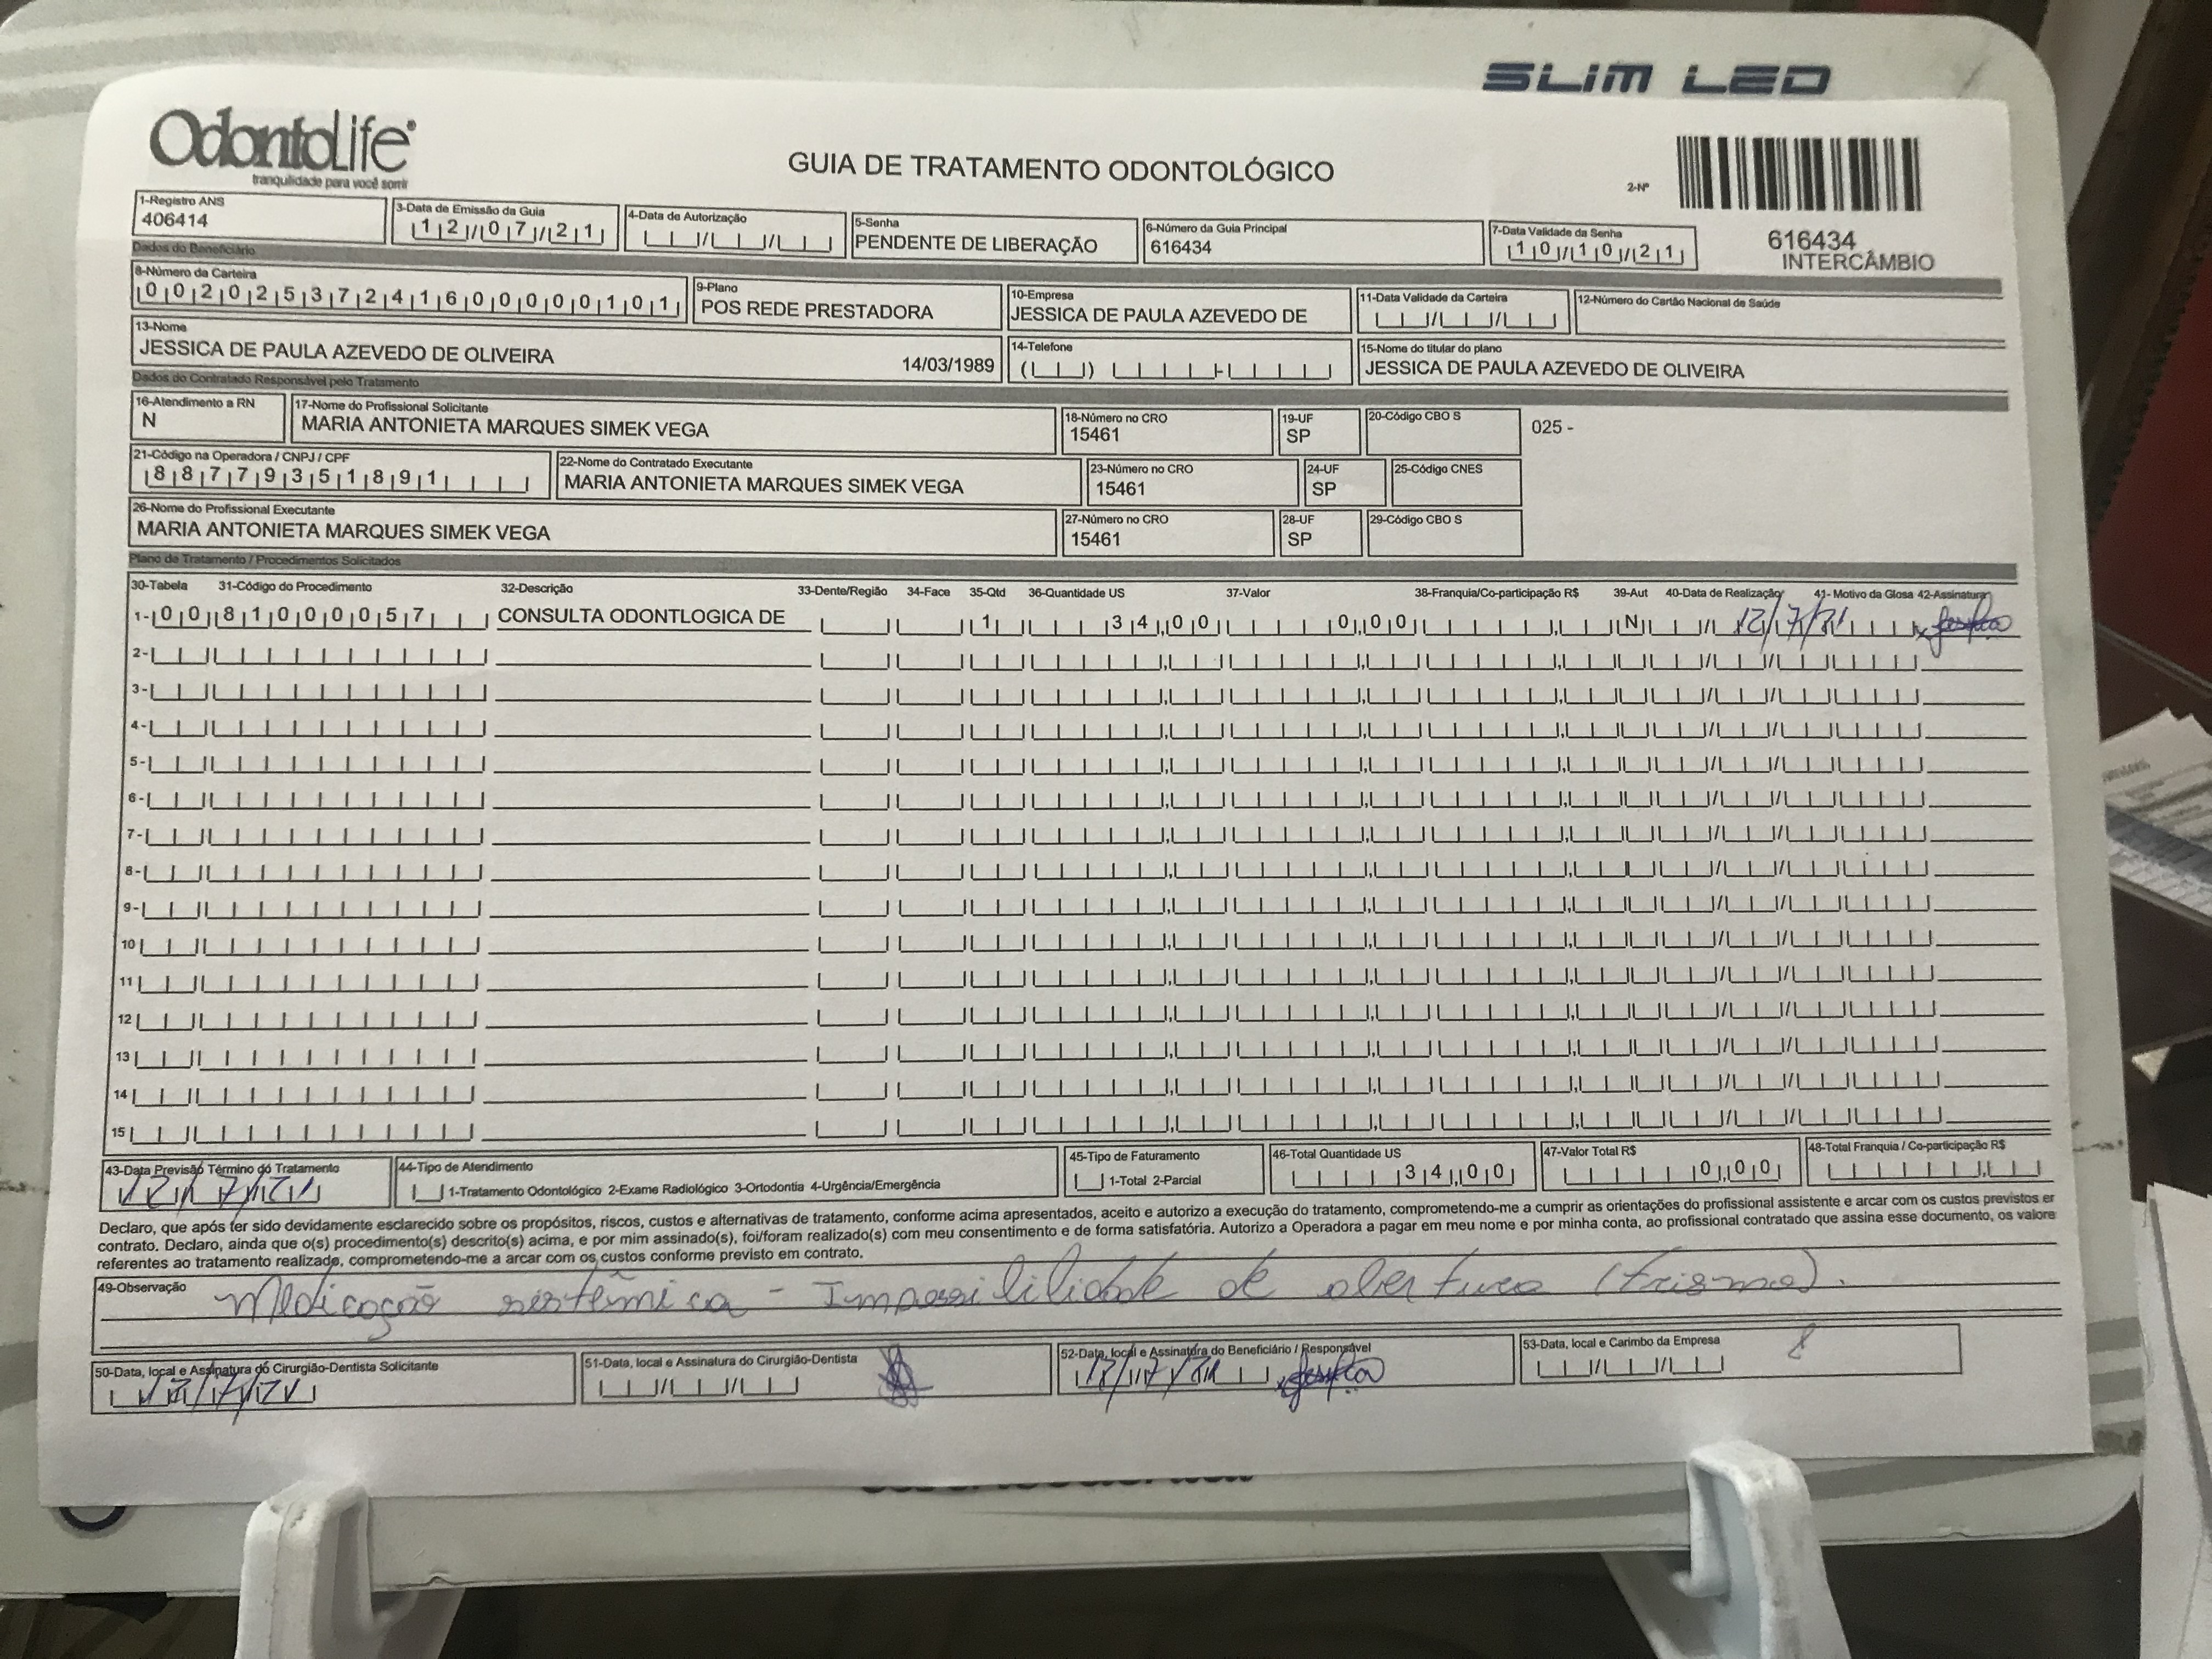 SLIM LED
OdontoLife®
tranquilidade para você sorrir
GUIA DE TRATAMENTO ODONTOLÓGICO
2-Nº
616434
INTERCÂMBIO
1-Registro ANS
406414
3-Data de Emissão da Guia
12/07/21
4-Data de Autorização
5-Senha
PENDENTE DE LIBERAÇÃO
6-Número da Guia Principal
616434
7-Data Validade da Senha
10/10/21
Dados do Beneficiário
8-Número da Carteira
00202537241600000101
9-Plano
POS REDE PRESTADORA
10-Empresa
JESSICA DE PAULA AZEVEDO DE
11-Data Validade da Carteira
12-Número do Cartão Nacional de Saúde
13-Nome
JESSICA DE PAULA AZEVEDO DE OLIVEIRA 14/03/1989
14-Telefone
15-Nome do titular do plano
JESSICA DE PAULA AZEVEDO DE OLIVEIRA
Dados do Contratado Responsável pelo Tratamento
16-Atendimento a RN
N
17-Nome do Profissional Solicitante
MARIA ANTONIETA MARQUES SIMEK VEGA
18-Número no CRO
15461
19-UF
SP
20-Código CBO S
025 -
21-Código na Operadora / CNPJ / CPF
88779351891
22-Nome do Contratado Executante
MARIA ANTONIETA MARQUES SIMEK VEGA
23-Número no CRO
15461
24-UF
SP
25-Código CNES
26-Nome do Profissional Executante
MARIA ANTONIETA MARQUES SIMEK VEGA
27-Número no CRO
15461
28-UF
SP
29-Código CBO S
Plano de Tratamento / Procedimentos Solicitados
30-Tabela 31-Código do Procedimento 32-Descrição 33-Dente/Região 34-Face 35-Qtd 36-Quantidade US 37-Valor 38-Franquia/Co-participação R$ 39-Aut 40-Data de Realização 41- Motivo da Glosa 42-Assinatura
1- 00 81000057 CONSULTA ODONTLOGICA DE 1 34,00 0,00 N 12/7/21
2-
3-
4-
5-
6-
7-
8-
9-
10
11
12
13
14
15
43-Data Previsão Término do Tratamento
12/7/21
44-Tipo de Atendimento
1-Tratamento Odontológico 2-Exame Radiológico 3-Ortodontia 4-Urgência/Emergência
45-Tipo de Faturamento
1-Total 2-Parcial
46-Total Quantidade US
34,00
47-Valor Total R$
0,00
48-Total Franquia / Co-participação R$
Declaro, que após ter sido devidamente esclarecido sobre os propósitos, riscos, custos e alternativas de tratamento, conforme acima apresentados, aceito e autorizo a execução do tratamento, comprometendo-me a cumprir as orientações do profissional assistente e arcar com os custos previstos er
contrato. Declaro, ainda que o(s) procedimento(s) descrito(s) acima, e por mim assinado(s), foi/foram realizado(s) com meu consentimento e de forma satisfatória. Autorizo a Operadora a pagar em meu nome e por minha conta, ao profissional contratado que assina esse documento, os valore
referentes ao tratamento realizado, comprometendo-me a arcar com os custos conforme previsto em contrato.
49-Observação
Medicação sistêmica - Impossibilidade de abertura (trismo).
50-Data, local e Assinatura do Cirurgião-Dentista Solicitante
12/7/21
51-Data, local e Assinatura do Cirurgião-Dentista
52-Data, local e Assinatura do Beneficiário / Responsável
12/7/21
53-Data, local e Carimbo da Empresa